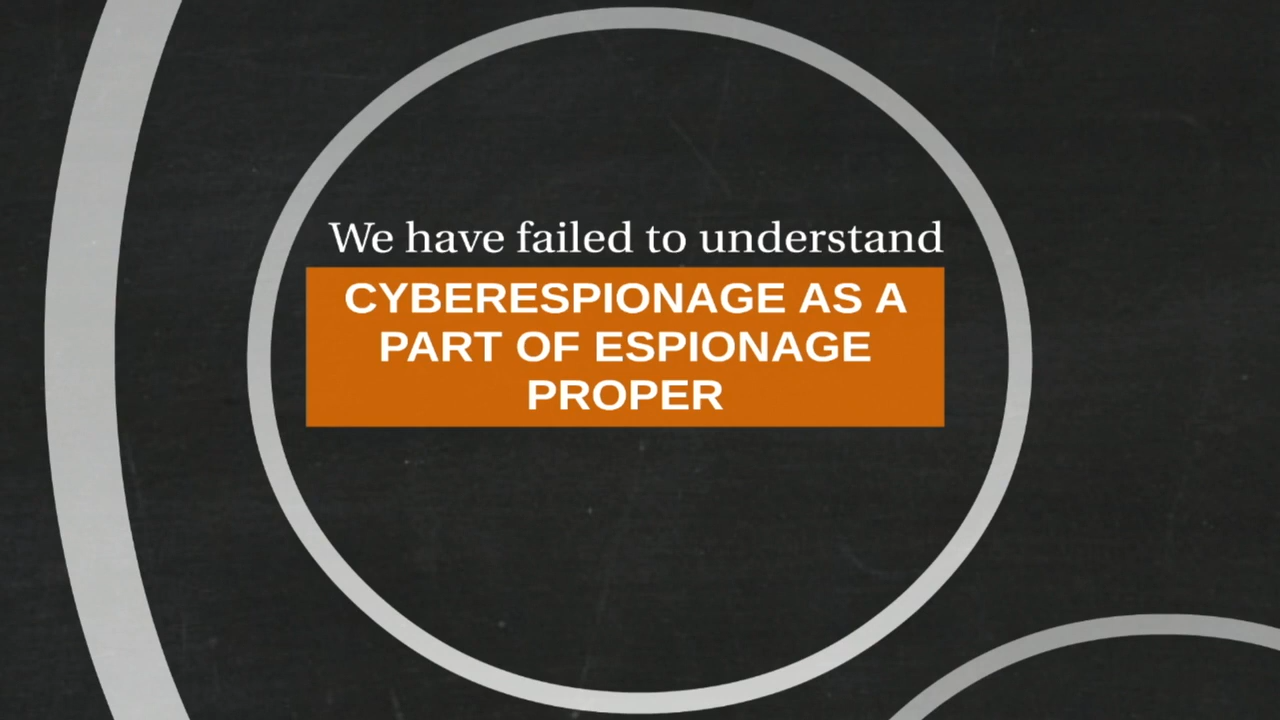 We have failed to understand
CYBERESPIONAGE AS A
PART OF ESPIONAGE
PROPER